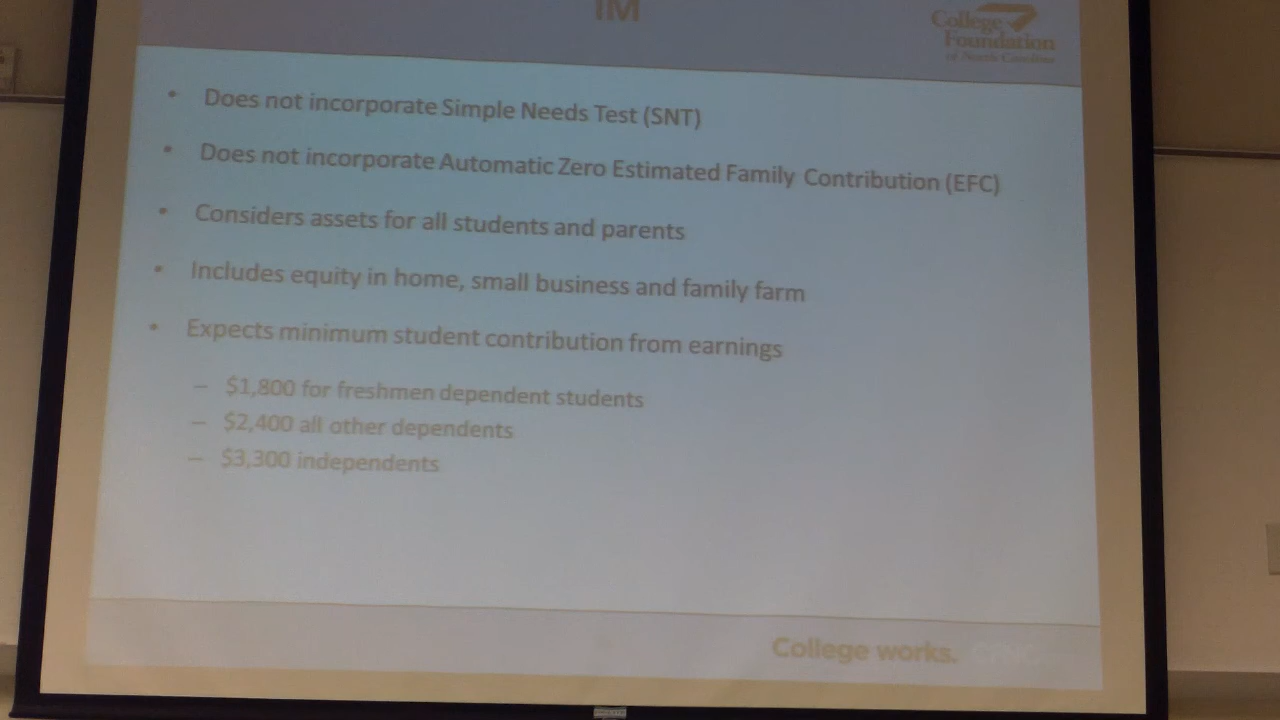 IM
College
Foundation
of North Carolina
• Does not incorporate Simple Needs Test (SNT)
• Does not incorporate Automatic Zero Estimated Family Contribution (EFC)
• Considers assets for all students and parents
• Includes equity in home, small business and family farm
• Expects minimum student contribution from earnings
– $1,800 for freshmen dependent students
– $2,400 all other dependents
– $3,300 independents
College works.